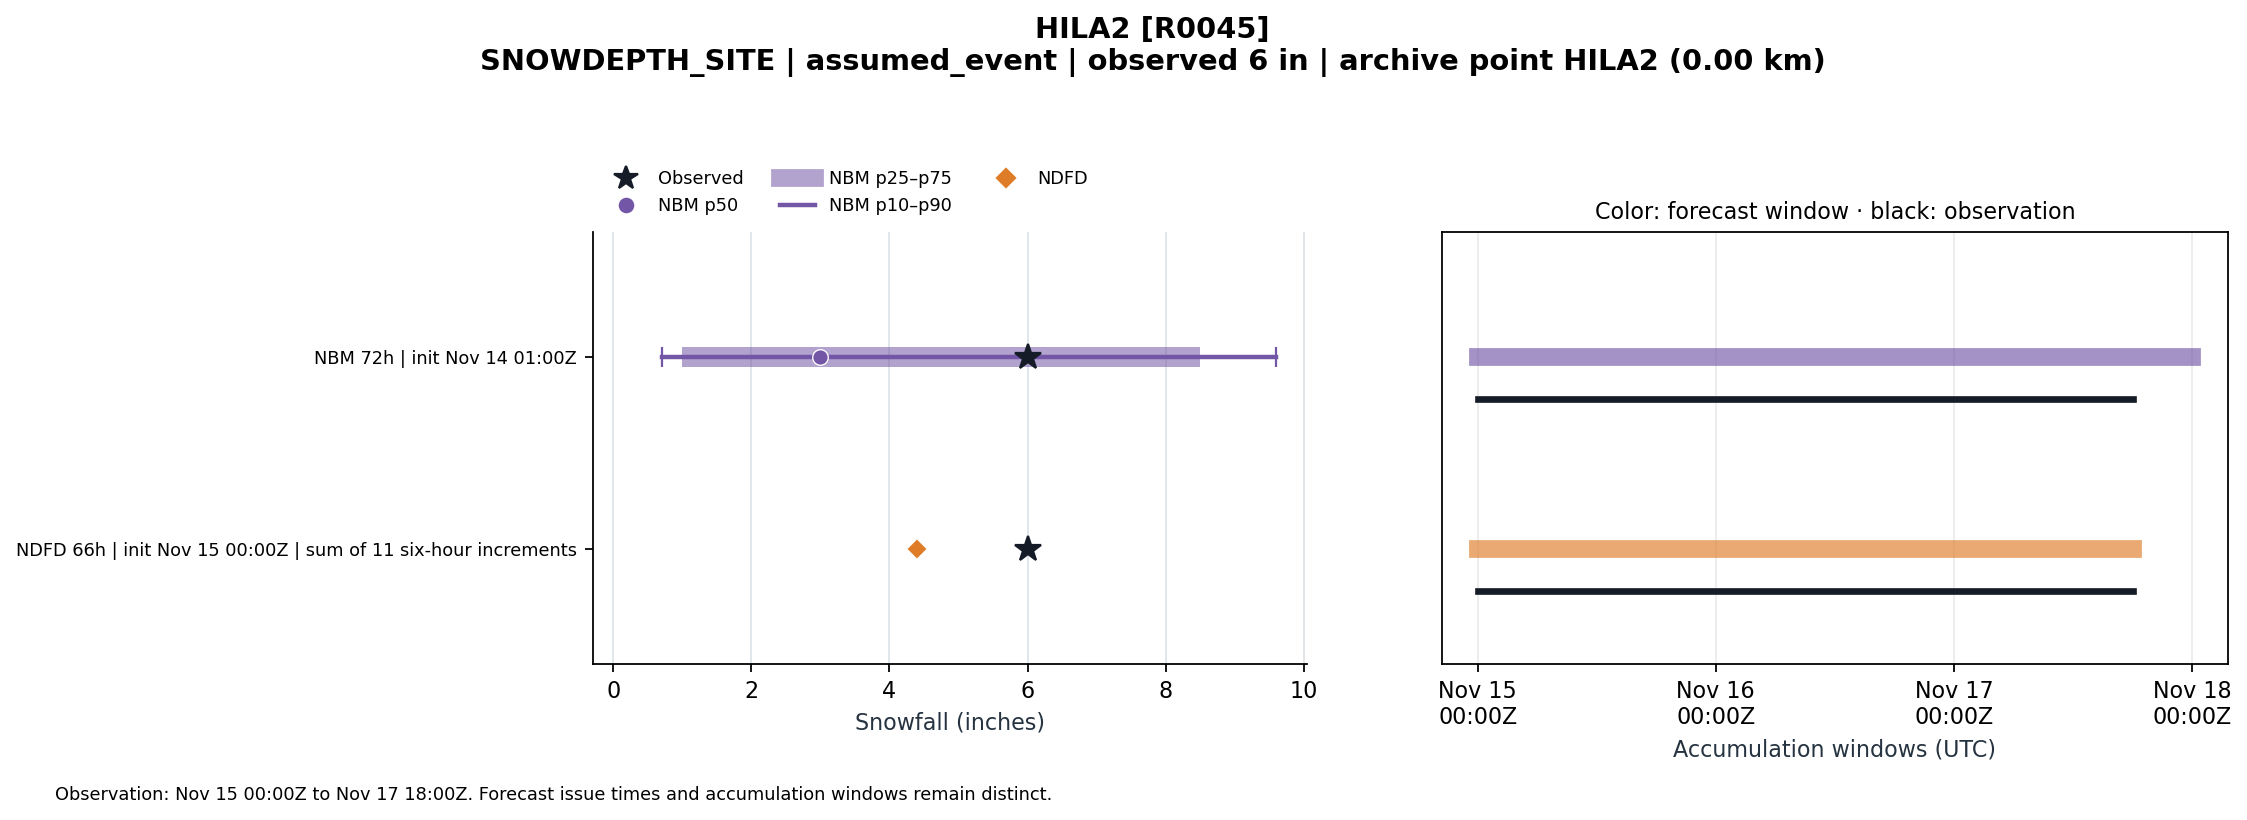 HILA2 [R0045]
SNOWDEPTH_SITE | assumed_event | observed 6 in | archive point HILA2 (0.00 km)
Observed
NBM p50
NBM p25–p75
NBM p10–p90
NDFD
NBM 72h | init Nov 14 01:00Z
NDFD 66h | init Nov 15 00:00Z | sum of 11 six-hour increments
0 2 4 6 8 10
Snowfall (inches)
Color: forecast window · black: observation
Nov 15 Nov 16 Nov 17 Nov 18
00:00Z 00:00Z 00:00Z 00:00Z
Accumulation windows (UTC)
Observation: Nov 15 00:00Z to Nov 17 18:00Z. Forecast issue times and accumulation windows remain distinct.